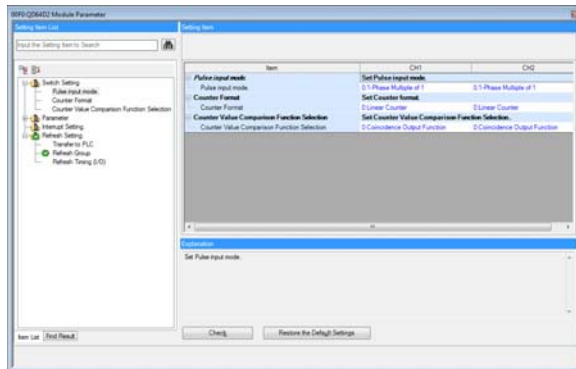 00F0:QD64D2 Module Parameter
Setting Item List
Setting Item
Input the Setting Item to Search
Item CH1 CH2
Pulse input mode Set Pulse input mode.
Pulse input mode. 0:1-Phase Multiple of 1 0:1-Phase Multiple of 1
Counter Format Set Counter format.
Counter Format 0:Linear Counter 0:Linear Counter
Counter Value Comparison Function Selection Set Counter Value Comparison Function Selection.
Counter Value Comparison Function Selection 0:Coincidence Output Function 0:Coincidence Output Function
Switch Setting
Pulse input mode.
Counter Format
Counter Value Comparison Function Selection
Parameter
Interrupt Setting
Refresh Setting
Transfer to PLC
Refresh Group
Refresh Timing (I/O)
Explanation
Set Pulse input mode.
Item List Find Result
Check
Restore the Default Settings